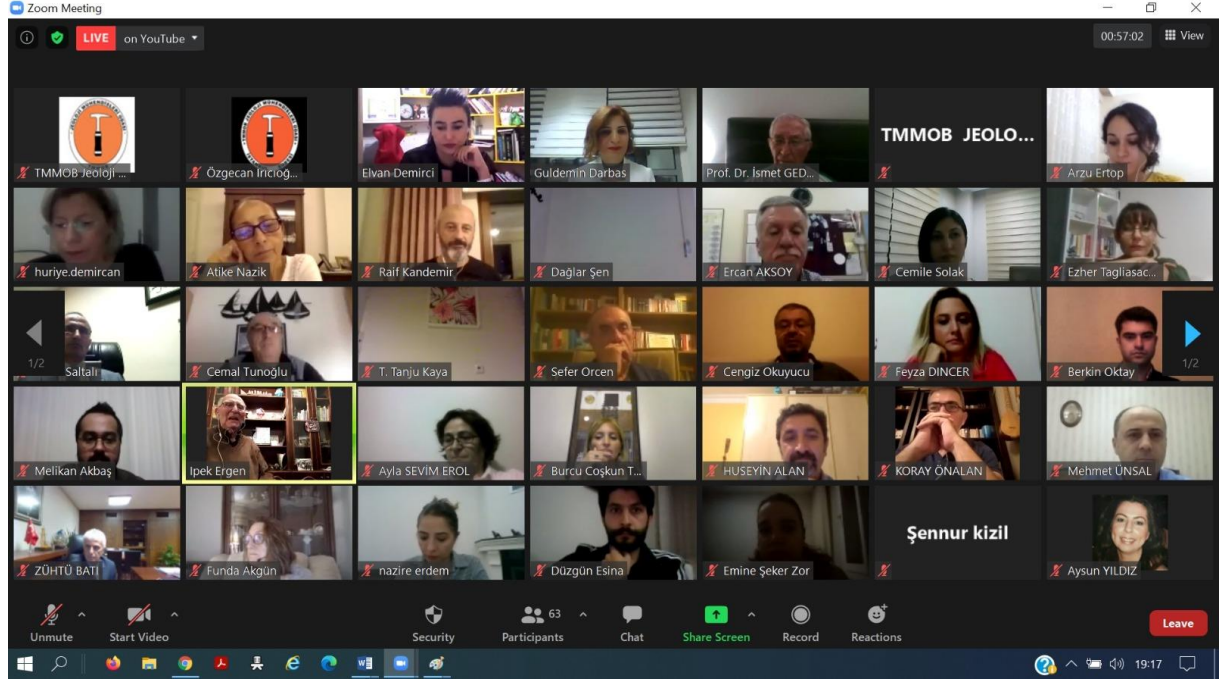 Zoom Meeting
LIVE on YouTube
00:57:02 View
TMMOB Jeoloji ...
Özgecan İricioğ...
Elvan Demirci
Guldemin Darbas
Prof. Dr. İsmet GED...
TMMOB JEOLO...
Arzu Ertop
huriye.demircan
Atike Nazik
Raif Kandemir
Dağlar Şen
Ercan AKSOY
Cemile Solak
Ezher Tagliasac...
1/2
Saltalı
Cemal Tunoğlu
T. Tanju Kaya
Sefer Orcen
Cengiz Okuyucu
Feyza DINCER
Berkin Oktay
1/2
Melikan Akbaş
Ipek Ergen
Ayla SEVİM EROL
Burcu Coşkun T...
HUSEYİN ALAN
KORAY ÖNALAN
Mehmet ÜNSAL
ZÜHTÜ BATI
Funda Akgün
nazire erdem
Düzgün Esina
Emine Şeker Zor
Şennur kizil
Aysun YILDIZ
Unmute
Start Video
Security
63
Participants
Chat
Share Screen
Record
Reactions
Leave
19:17